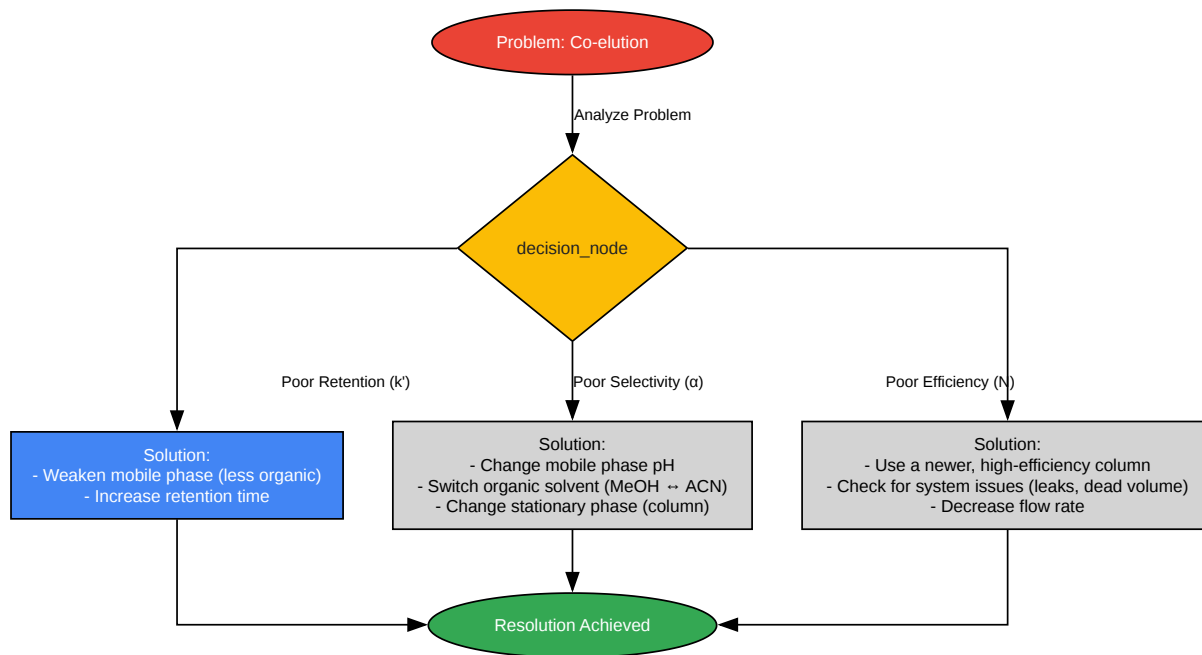 Problem: Co-elution
Analyze Problem
decision_node
Poor Retention (k')
Poor Selectivity (α)
Poor Efficiency (N)
Solution:
- Weaken mobile phase (less organic)
- Increase retention time
Solution:
- Change mobile phase pH
- Switch organic solvent (MeOH ↔ ACN)
- Change stationary phase (column)
Solution:
- Use a newer, high-efficiency column
- Check for system issues (leaks, dead volume)
- Decrease flow rate
Resolution Achieved